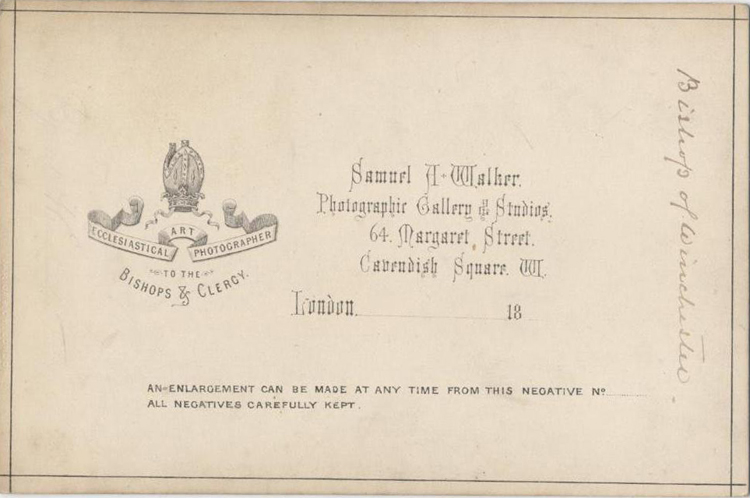 ECCLESIASTICAL ART PHOTOGRAPHER
TO THE
BISHOPS & CLERGY.
Samuel A. Walker.
Photographic Gallery & Studios.
64. Margaret Street.
Cavendish Square. W.
London. 18
AN ENLARGEMENT CAN BE MADE AT ANY TIME FROM THIS NEGATIVE No
ALL NEGATIVES CAREFULLY KEPT.
Bishop of Winchester.